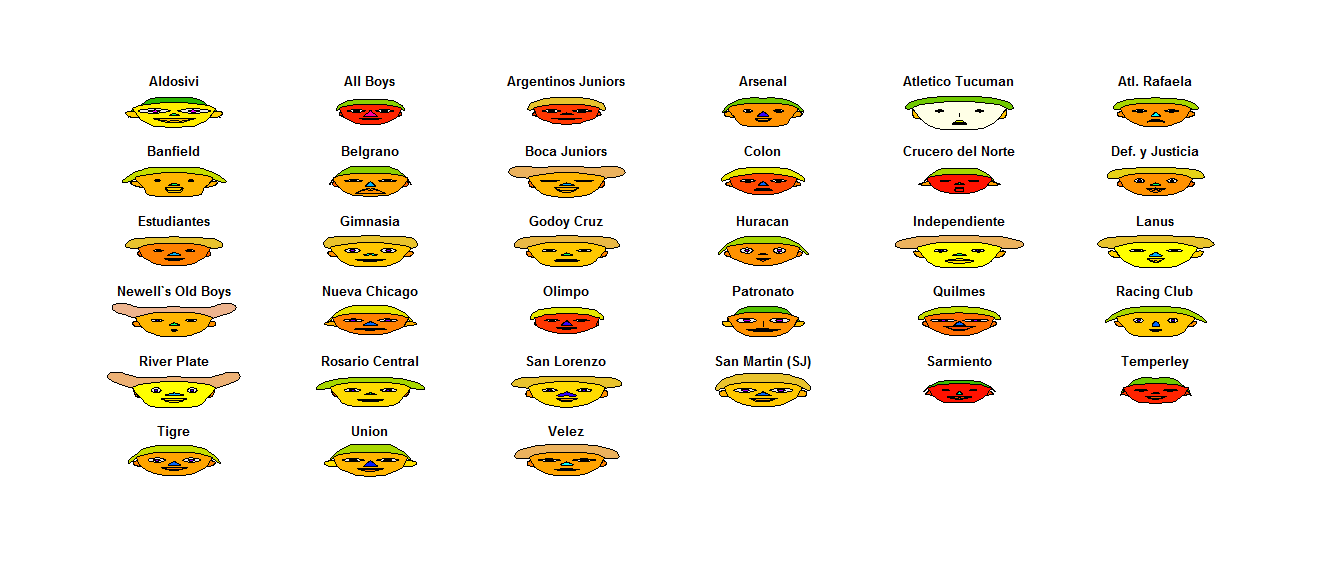 Aldosivi All Boys Argentinos Juniors Arsenal Atletico Tucuman Atl. Rafaela
Banfield Belgrano Boca Juniors Colon Crucero del Norte Def. y Justicia
Estudiantes Gimnasia Godoy Cruz Huracan Independiente Lanus
Newell`s Old Boys Nueva Chicago Olimpo Patronato Quilmes Racing Club
River Plate Rosario Central San Lorenzo San Martin (SJ) Sarmiento Temperley
Tigre Union Velez